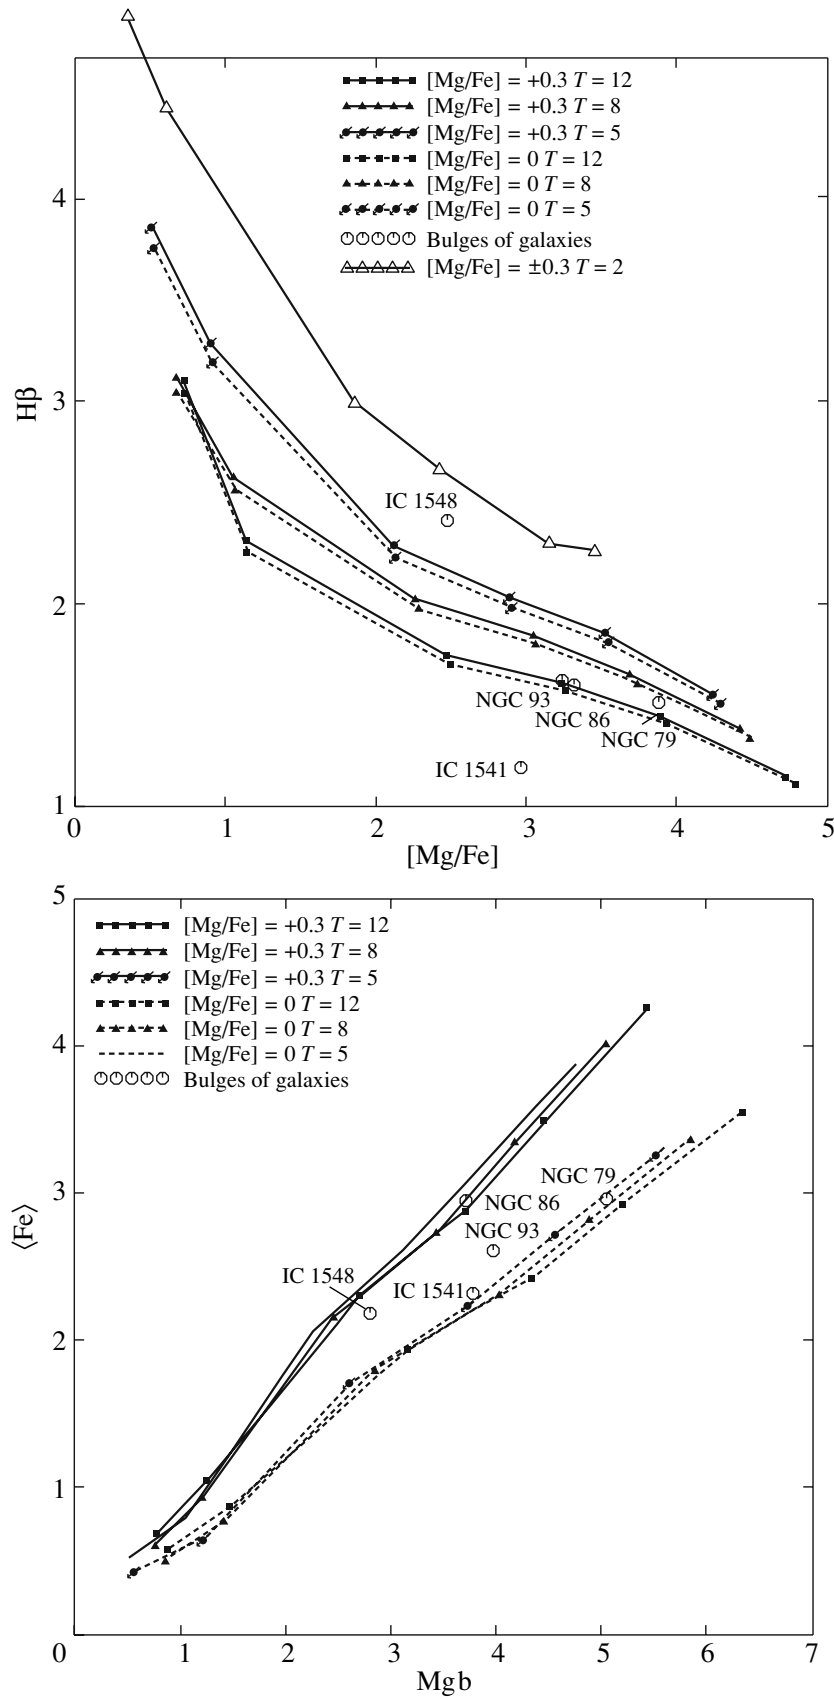 [Mg/Fe] = +0.3 T = 12
[Mg/Fe] = +0.3 T = 8
[Mg/Fe] = +0.3 T = 5
[Mg/Fe] = 0 T = 12
[Mg/Fe] = 0 T = 8
[Mg/Fe] = 0 T = 5
Bulges of galaxies
[Mg/Fe] = ±0.3 T = 2
4
3
2
1
Hβ
IC 1548
NGC 93
NGC 86
NGC 79
IC 1541
0 1 2 3 4 5
[Mg/Fe]
5
4
3
2
1
⟨Fe⟩
[Mg/Fe] = +0.3 T = 12
[Mg/Fe] = +0.3 T = 8
[Mg/Fe] = +0.3 T = 5
[Mg/Fe] = 0 T = 12
[Mg/Fe] = 0 T = 8
[Mg/Fe] = 0 T = 5
Bulges of galaxies
NGC 79
NGC 86
NGC 93
IC 1548
IC 1541
0 1 2 3 4 5 6 7
Mgb